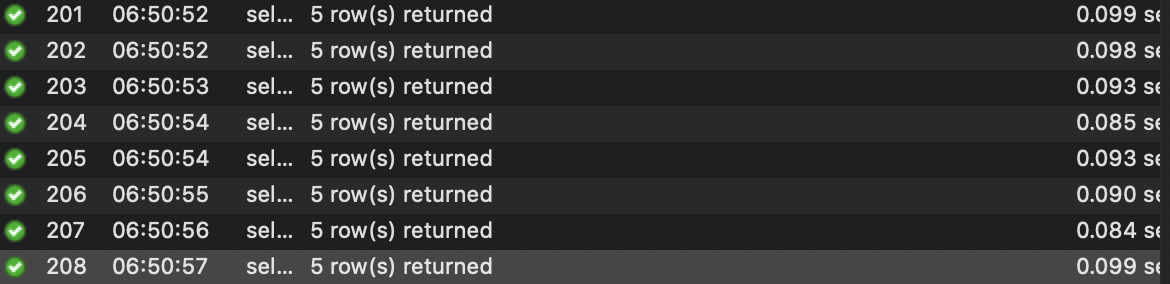 201 06:50:52 sel... 5 row(s) returned 0.099 se
202 06:50:52 sel... 5 row(s) returned 0.098 se
203 06:50:53 sel... 5 row(s) returned 0.093 se
204 06:50:54 sel... 5 row(s) returned 0.085 se
205 06:50:54 sel... 5 row(s) returned 0.093 se
206 06:50:55 sel... 5 row(s) returned 0.090 se
207 06:50:56 sel... 5 row(s) returned 0.084 se
208 06:50:57 sel... 5 row(s) returned 0.099 se